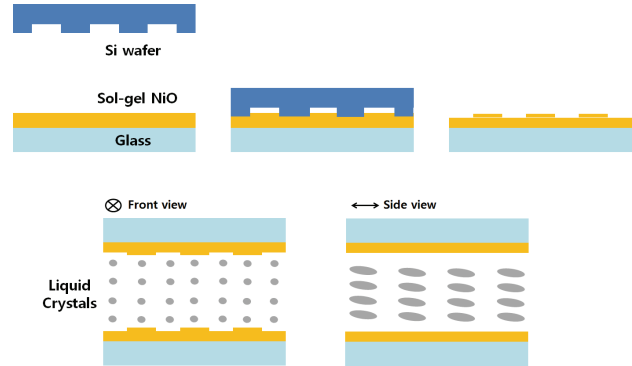 Si wafer
Sol-gel NiO
Glass
Front view
Side view
Liquid
Crystals